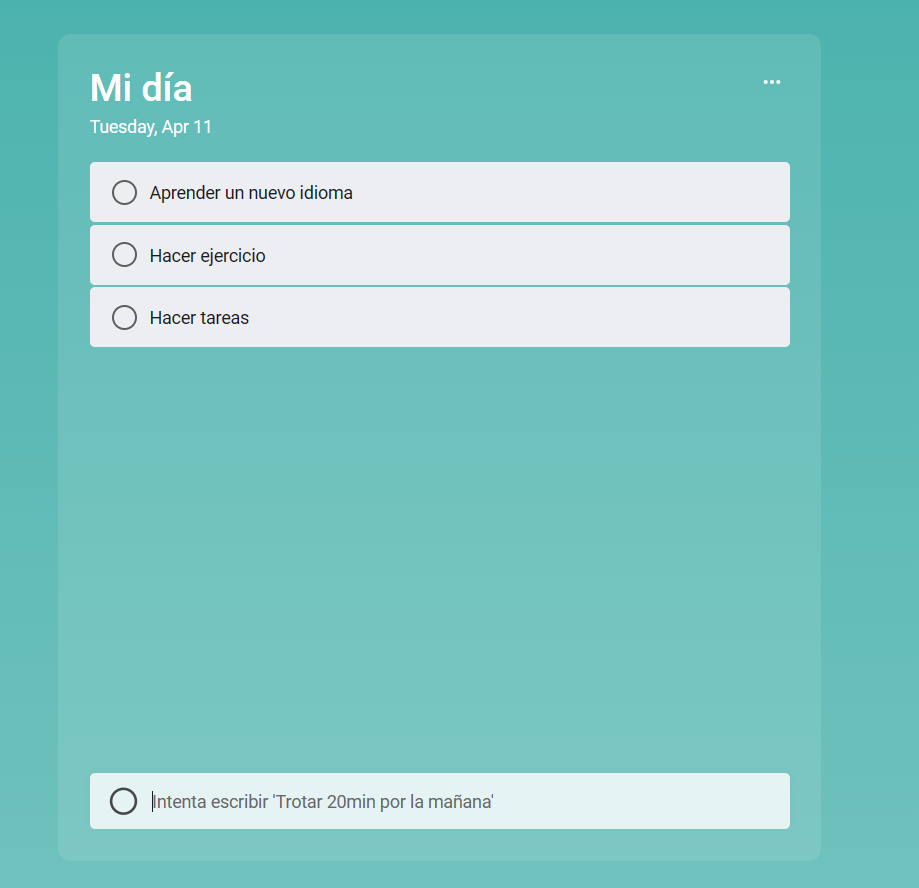 Mi día
Tuesday, Apr 11
Aprender un nuevo idioma
Hacer ejercicio
Hacer tareas
Intenta escribir 'Trotar 20min por la mañana'